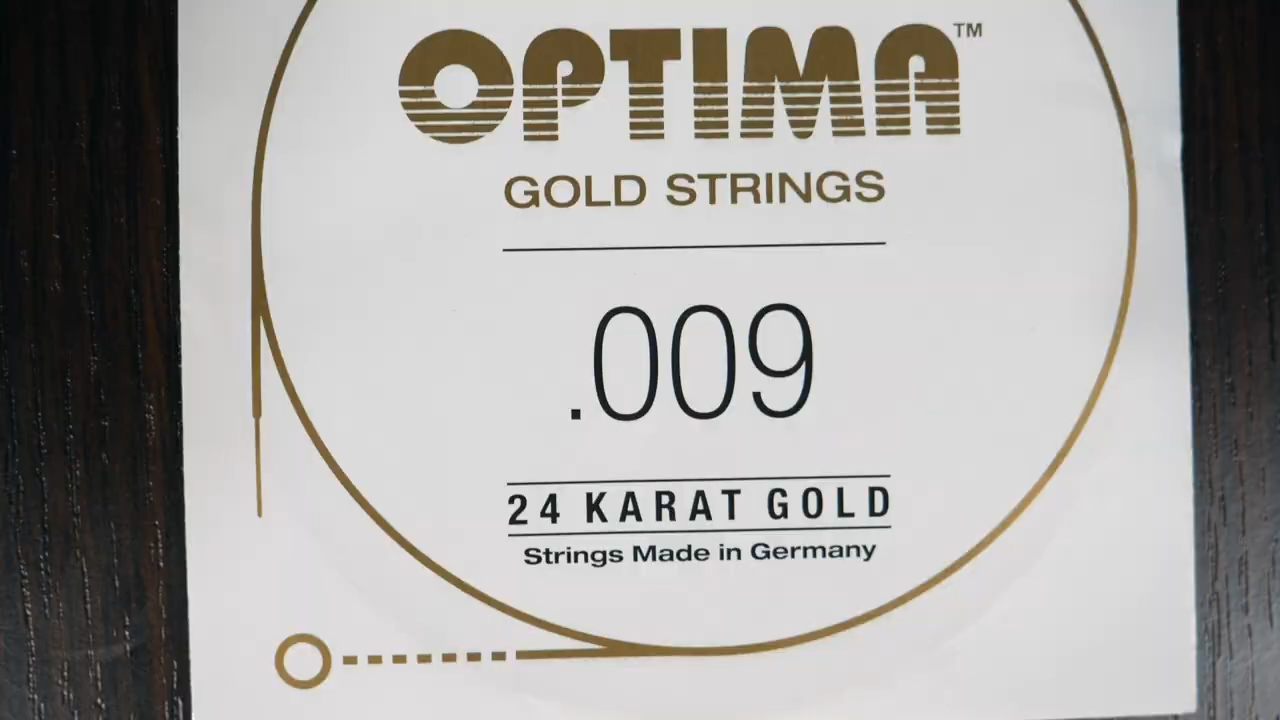 OPTIMA™
GOLD STRINGS
.009
24 KARAT GOLD
Strings Made in Germany